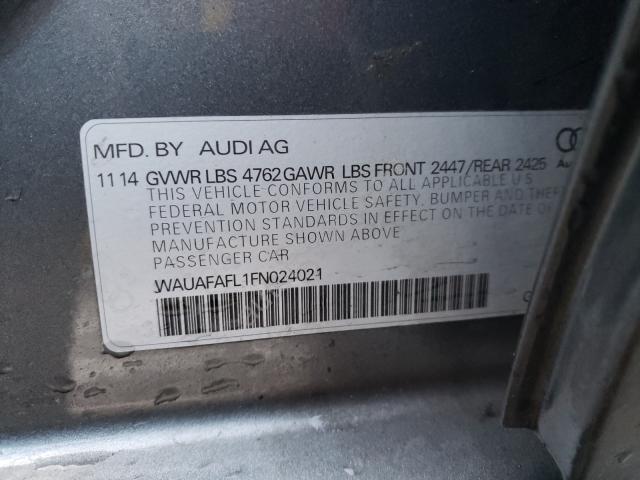 MFD. BY AUDI AG
11 14 GVWR LBS 4762 GAWR LBS FRONT 2447/REAR 2425
THIS VEHICLE CONFORMS TO ALL APPLICABLE U S
FEDERAL MOTOR VEHICLE SAFETY, BUMPER AND THEFT
PREVENTION STANDARDS IN EFFECT ON THE DATE OF
MANUFACTURE SHOWN ABOVE
PASSENGER CAR
WAUAFAFL1FN024021